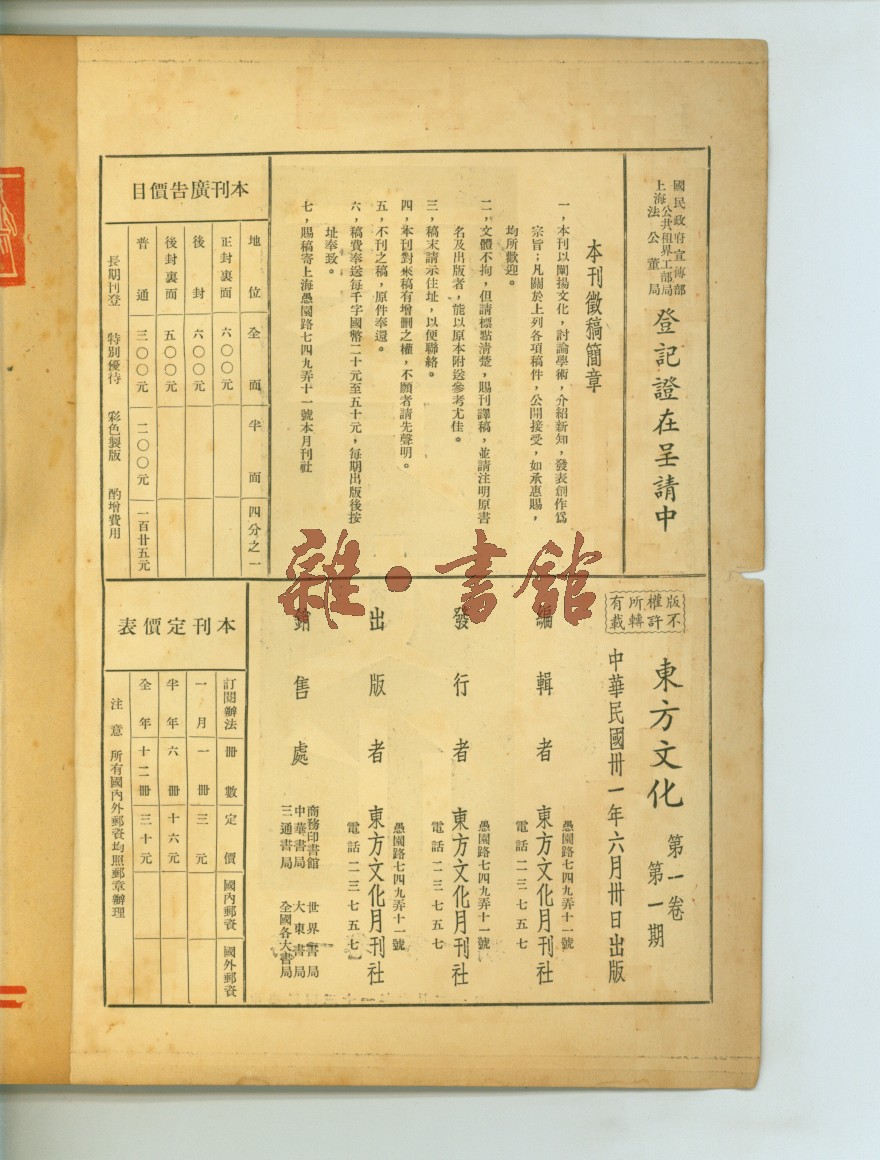 國民政府宣傳部
上海公共租界工部局
上海法公董局
登記證在呈請中
本刊徵稿簡章
一，本刊以闡揚文化，討論學術，介紹新知，發表創作爲
宗旨；凡關於上列各項稿件，公開接受，如承惠賜，
均所歡迎。
二，文體不拘，但請標點清楚，賜刊譯稿，並請注明原書
名及出版者，能以原本附送參考尤佳。
三，稿末請示住址，以便聯絡。
四，本刊對來稿有增删之權，不願者請先聲明。
五，不刊之稿，原件奉還。
六，稿費奉送每千字國幣二十元至五十元，每期出版後按
址奉致。
七，賜稿寄上海愚園路七四九弄十一號本月刊社
本刊廣告價目
地位 全面 半面 四分之一
正封裏面 六〇〇元
後封 六〇〇元
後封裏面 五〇〇元
普通 三〇〇元 二〇〇元 一百廿五元
長期刊登 特別優待 彩色製版 酌增費用
版權所有
不許轉載
東方文化 第一卷
第一期
中華民國卅一年六月卅日出版
編輯者 東方文化月刊社
愚園路七四九弄十一號
電話二三七五七
發行者 東方文化月刊社
愚園路七四九弄十一號
電話二三七五七
出版者 東方文化月刊社
愚園路七四九弄十一號
電話二三七五七
銷售處
商務印書館 世界書局
中華書局 大東書局
三通書局 全國各大書局
本刊定價表
訂閱辦法 冊數 定價 國內郵資 國外郵資
一月 一冊 三元
半年 六冊 十六元
全年 十二冊 三十元
注意 所有國內外郵資均照郵章辦理
雜·書館